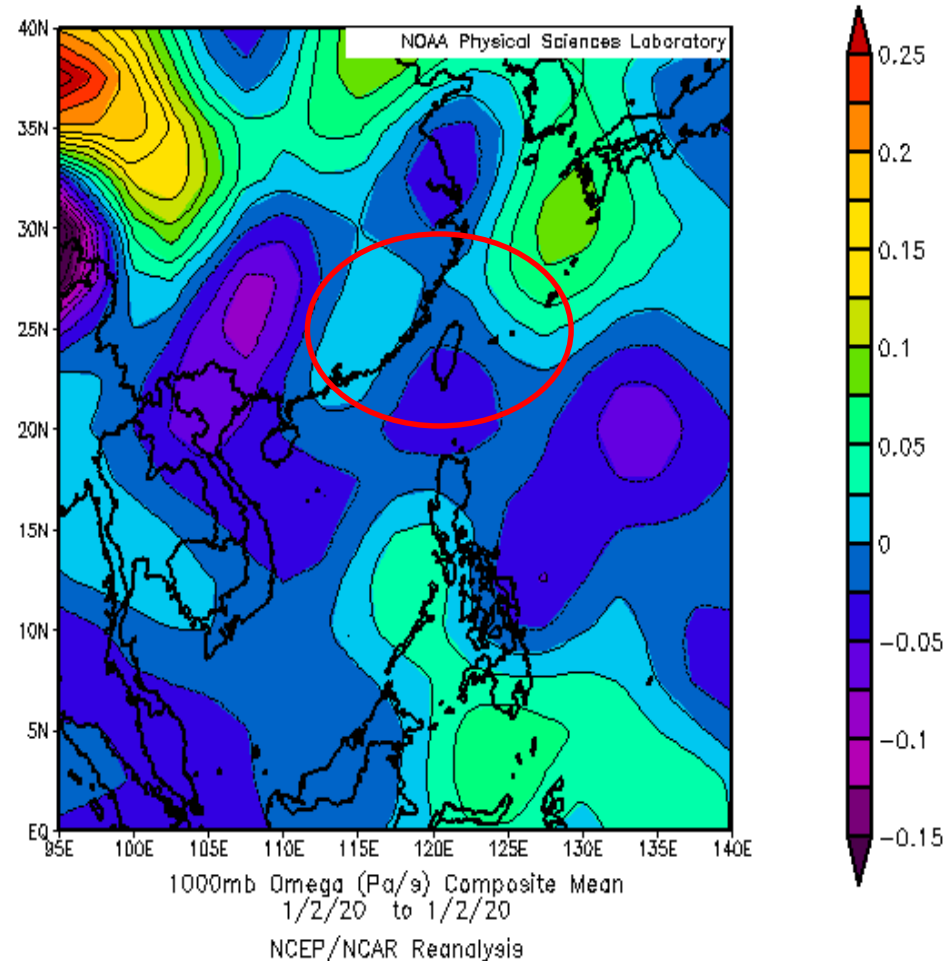 NOAA Physical Sciences Laboratory
40N
35N
30N
25N
20N
15N
10N
5N
EQ
95E 100E 105E 110E 115E 120E 125E 130E 135E 140E
1000mb Omega (Pa/s) Composite Mean
1/2/20 to 1/2/20
NCEP/NCAR Reanalysis
0.25
0.2
0.15
0.1
0.05
0
-0.05
-0.1
-0.15